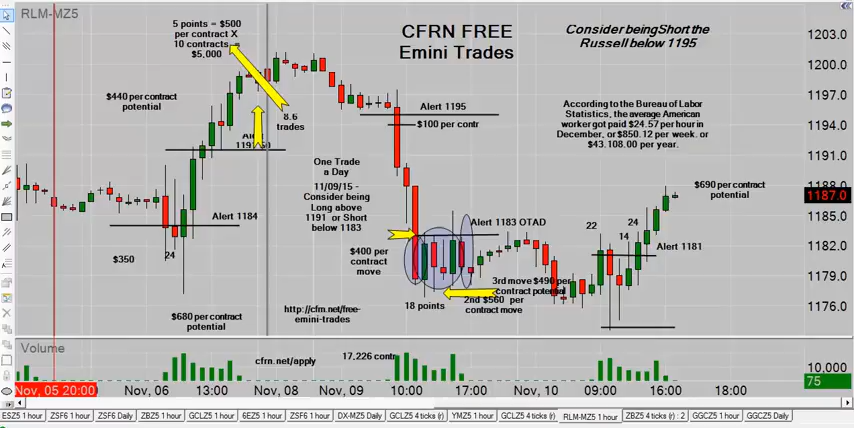 RLM-MZ5
5 points = $500
per contract X
10 contracts =
$5,000
CFRN FREE
Emini Trades
Consider being Short the
Russell below 1195
1203.0
1200.0
1197.0
1194.0
1191.0
1187.0
1185.0
1182.0
1179.0
1176.0
$440 per contract
potential
8.6
trades
Alert 1195
$100 per contr
According to the Bureau of Labor
Statistics, the average American
worker got paid $24.57 per hour in
December, or $850.12 per week. or
$43.108.00 per year.
One Trade
a Day
11/09/15 -
Consider being
Long above
1191 or Short
below 1183
$690 per contract
potential
Alert 1184
Alert 1183 OTAD
22
24
14
Alert 1181
$350
24
$400 per
contract
move
3rd move $490 per
contract potential
2nd $560 per
contract move
18 points
$680 per contract
potential
http://cfrn.net/free-
emini-trades
Volume
cfrn.net/apply
17,226 contr
10,000
75
Nov, 05 20:00
Nov, 06
13:00
Nov, 08
Nov, 09
10:00
17:00
Nov, 10
09:00
16:00
18:00
ESZ5 1 hour
ZSF6 1 hour
ZSF6 Daily
ZBZ5 1 hour
GCLZ5 1 hour
6EZ5 1 hour
ZSF6 1 hour
DX-MZ5 Daily
GCLZ5 4 ticks (r)
YMZ5 1 hour
GCLZ5 4 ticks (r)
RLM-MZ5 1 hour
ZBZ5 4 ticks (r) : 2
GGCZ5 1 hour
GGCZ5 Daily